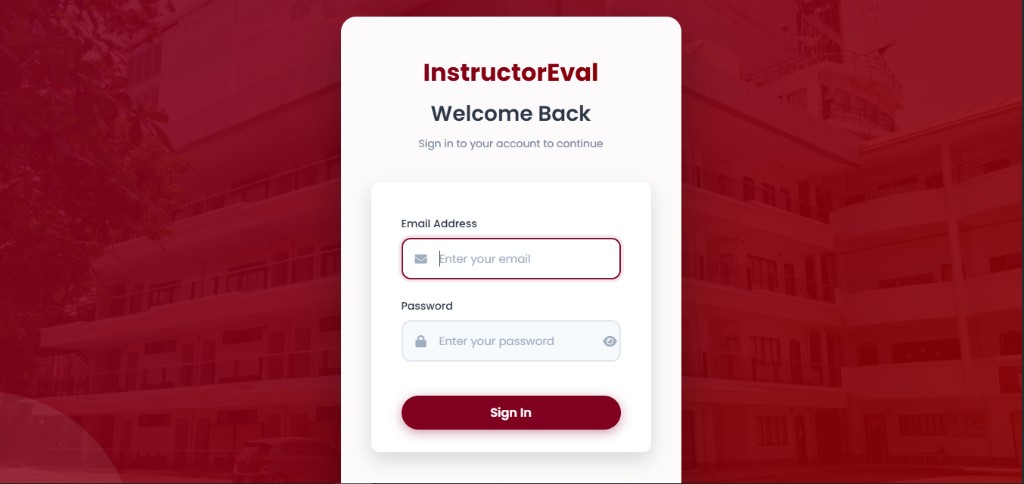 InstructorEval
Welcome Back
Sign in to your account to continue
Email Address
Enter your email
Password
Enter your password
Sign In